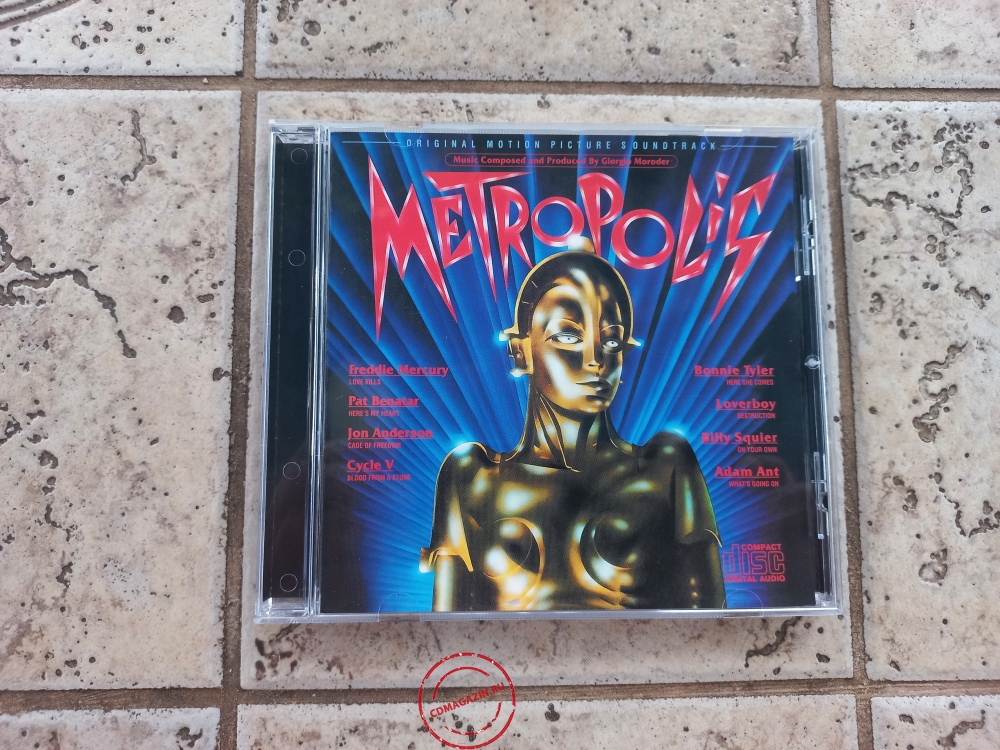 ORIGINAL MOTION PICTURE SOUNDTRACK
Music Composed and Produced By Giorgio Moroder
METROPOLiS
Freddie Mercury
LOVE KILLS
Pat Benatar
HERE'S MY HEART
Jon Anderson
CAGE OF FREEDOM
Cycle V
BLOOD FROM A STONE
Bonnie Tyler
HERE SHE COMES
Loverboy
DESTRUCTION
Billy Squier
ON YOUR OWN
Adam Ant
WHAT'S GOING ON
COMPACT
disc
DIGITAL AUDIO
CDMAGAZIN.RU